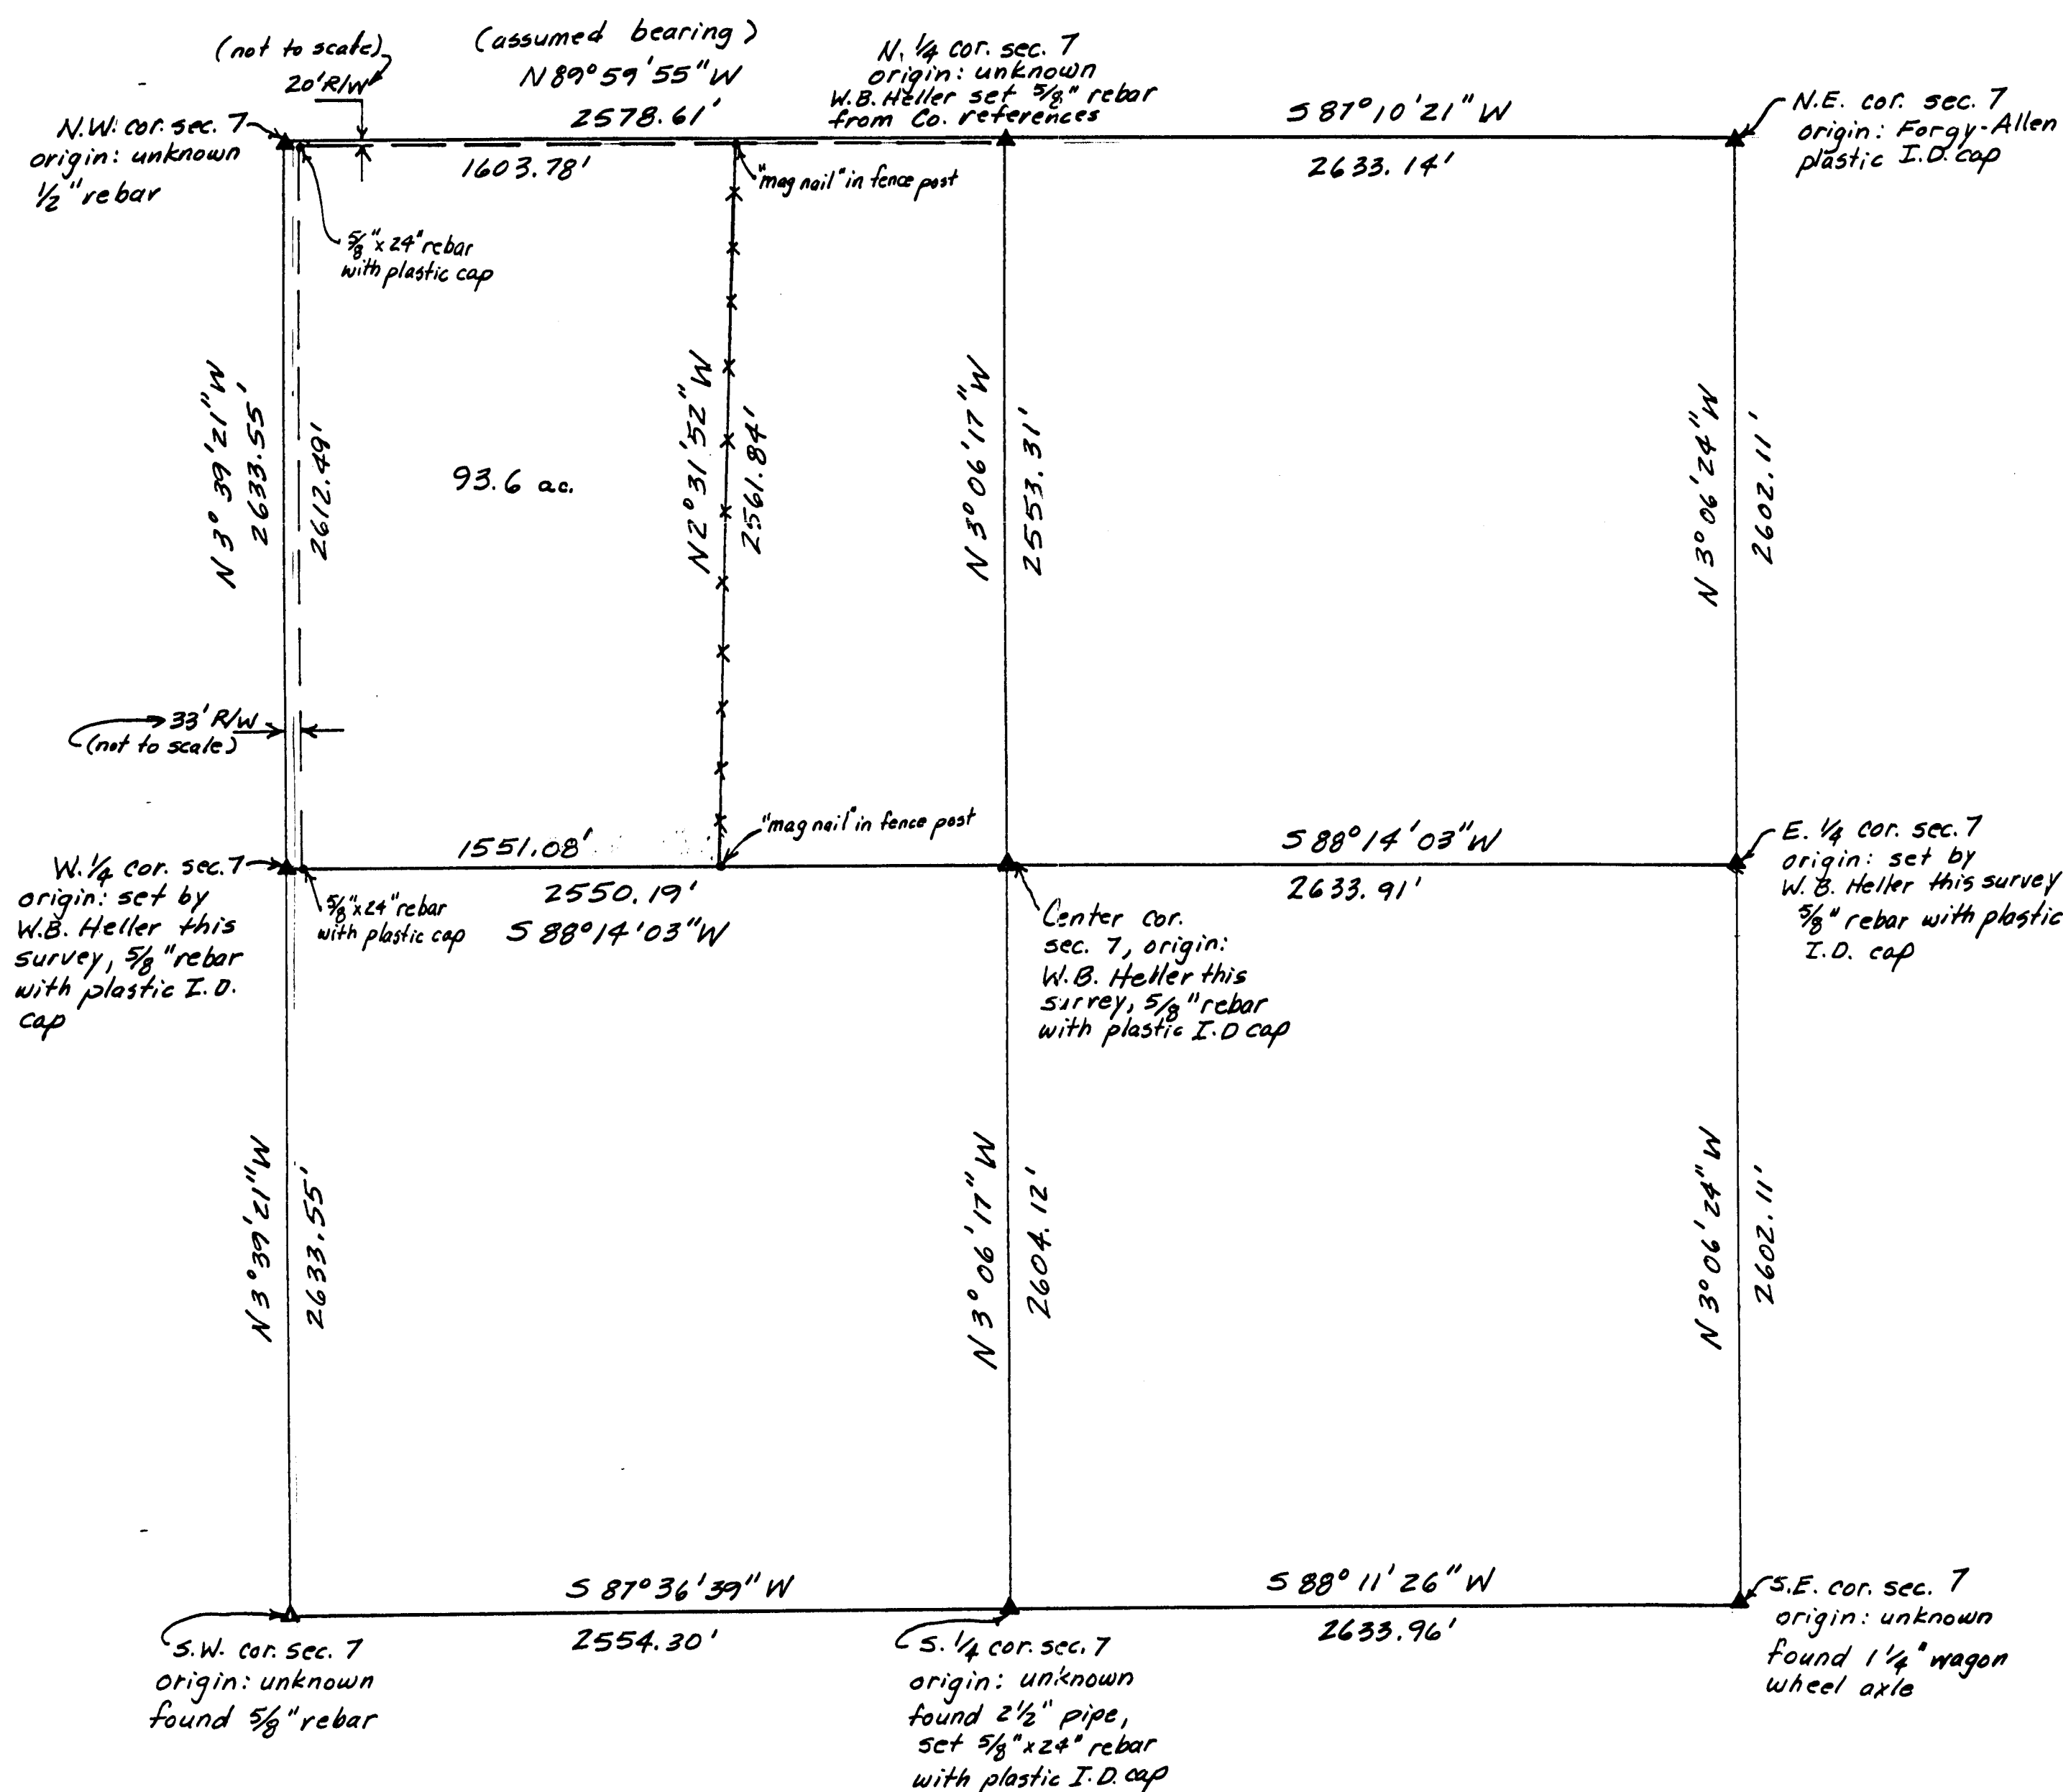 (not to scale)
20' R/W
(assumed bearing)
N 89° 59' 55" W
2578.61'
1603.78'
N. 1/4 cor. sec. 7
origin: unknown
W.B. Heller set 5/8" rebar
from Co. references
S 87° 10' 21" W
2633.14'
N.E. cor. sec. 7
origin: Forgy-Allen
plastic I.D. cap
N.W. cor. sec. 7
origin: unknown
1/2" rebar
"mag nail" in fence post
5/8" x 24" rebar
with plastic cap
N 3° 39' 21" W
2633.55'
2612.49'
93.6 ac.
N 2° 31' 52" W
2561.84'
N 3° 06' 17" W
2553.31'
N 3° 06' 24" W
2602.11'
33' R/W
(not to scale)
"mag nail" in fence post
1551.08'
2550.19'
S 88° 14' 03" W
S 88° 14' 03" W
2633.91'
W. 1/4 cor. sec. 7
origin: set by
W.B. Heller this
survey, 5/8" rebar
with plastic I.D.
cap
5/8" x 24" rebar
with plastic cap
Center cor.
sec. 7, origin:
W.B. Heller this
survey, 5/8" rebar
with plastic I.D cap
E. 1/4 cor. sec. 7
origin: set by
W. B. Heller this survey
5/8" rebar with plastic
I.D. cap
N 3° 39' 21" W
2633.55'
N 3° 06' 17" W
2604.12'
N 3° 06' 24" W
2602.11'
S 87° 36' 39" W
2554.30'
S 88° 11' 26" W
2633.96'
S.W. cor. sec. 7
origin: unknown
found 5/8" rebar
S. 1/4 cor. sec. 7
origin: unknown
found 2 1/2" pipe,
set 5/8" x 24" rebar
with plastic I.D. cap
S.E. cor. sec. 7
origin: unknown
found 1 1/4" wagon
wheel axle